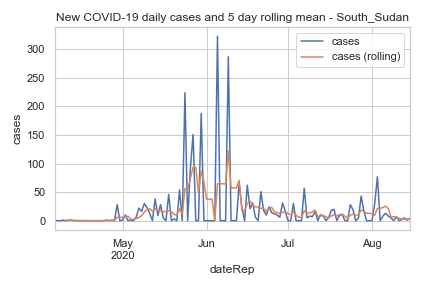 New COVID-19 daily cases and 5 day rolling mean - South_Sudan
cases
cases (rolling)
cases
300
250
200
150
100
50
0
May
2020
Jun
Jul
Aug
dateRep